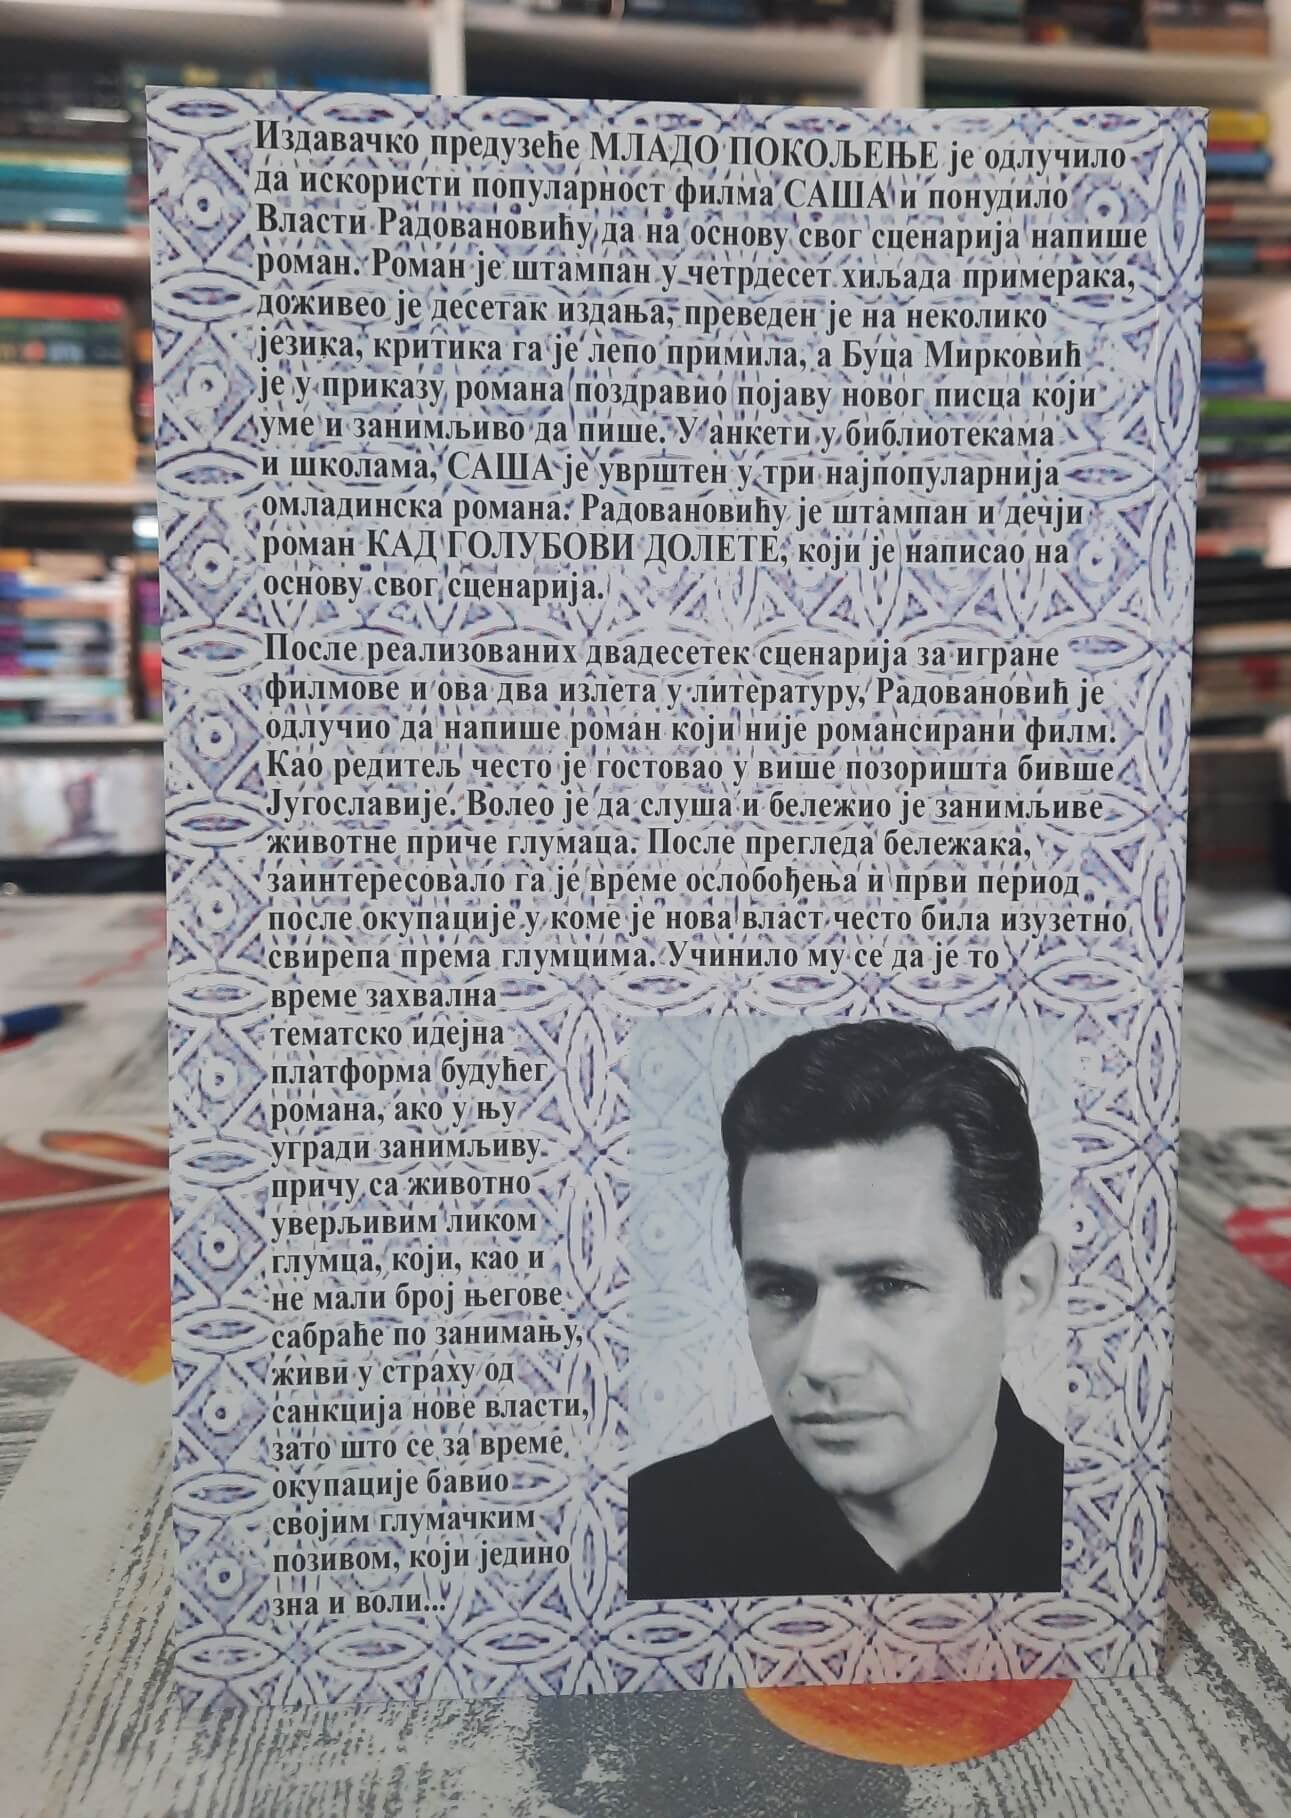 Издавачко предузеће МЛАДО ПОКОЉЕЊЕ је одлучило
да искористи популарност филма САША и понудило
Власти Радовановићу да на основу свог сценарија напише
роман. Роман је штампан у четрдесет хиљада примерака,
доживео је десетак издања, преведен је на неколико
језика, критика га је лепо примила, а Буца Мирковић
је у приказу романа поздравио појаву новог писца који
уме и занимљиво да пише. У анкети у библиотекама
и школама, САША је уврштен у три најпопуларнија
омладинска романа. Радовановићу је штампан и дечји
роман КАД ГОЛУБОВИ ДОЛЕТЕ, који је написао на
основу свог сценарија.
После реализованих двадесетек сценарија за игране
филмове и ова два излета у литературу, Радовановић је
одлучио да напише роман који није романсирани филм.
Као редитељ често је гостовао у више позоришта бивше
Југославије. Волео је да слуша и бележио је занимљиве
животне приче глумаца. После прегледа бележака,
заинтересовало га је време ослобођења и први период
после окупације у коме је нова власт често била изузетно
свирепа према глумцима. Учинило му се да је то
време захвална
тематско идејна
платформа будућег
романа, ако у њу
угради занимљиву
причу са животно
уверљивим ликом
глумца, који, као и
не мали број његове
сабраће по занимању,
живи у страху од
санкција нове власти,
зато што се за време
окупације бавио
својим глумачким
позивом, који једино
зна и воли...